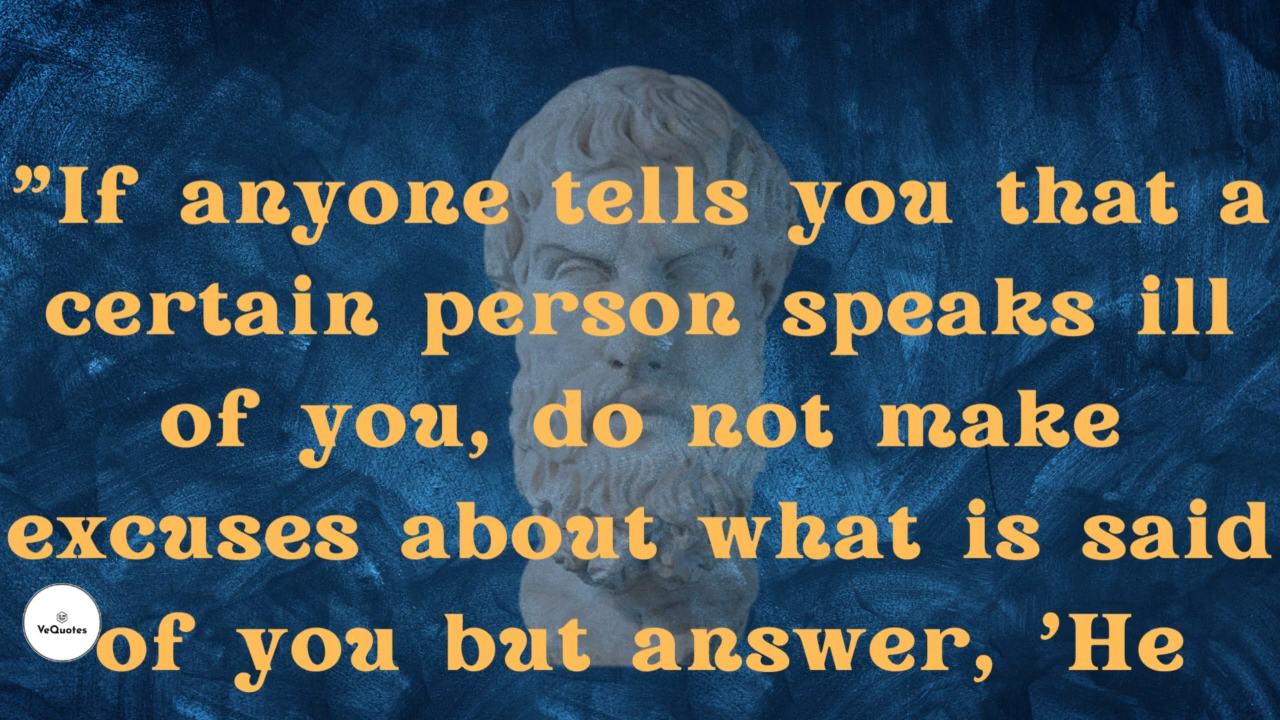 ”If anyone tells you that a
certain person speaks ill
of you, do not make
excuses about what is said
of you but answer, ’He
VeQuotes